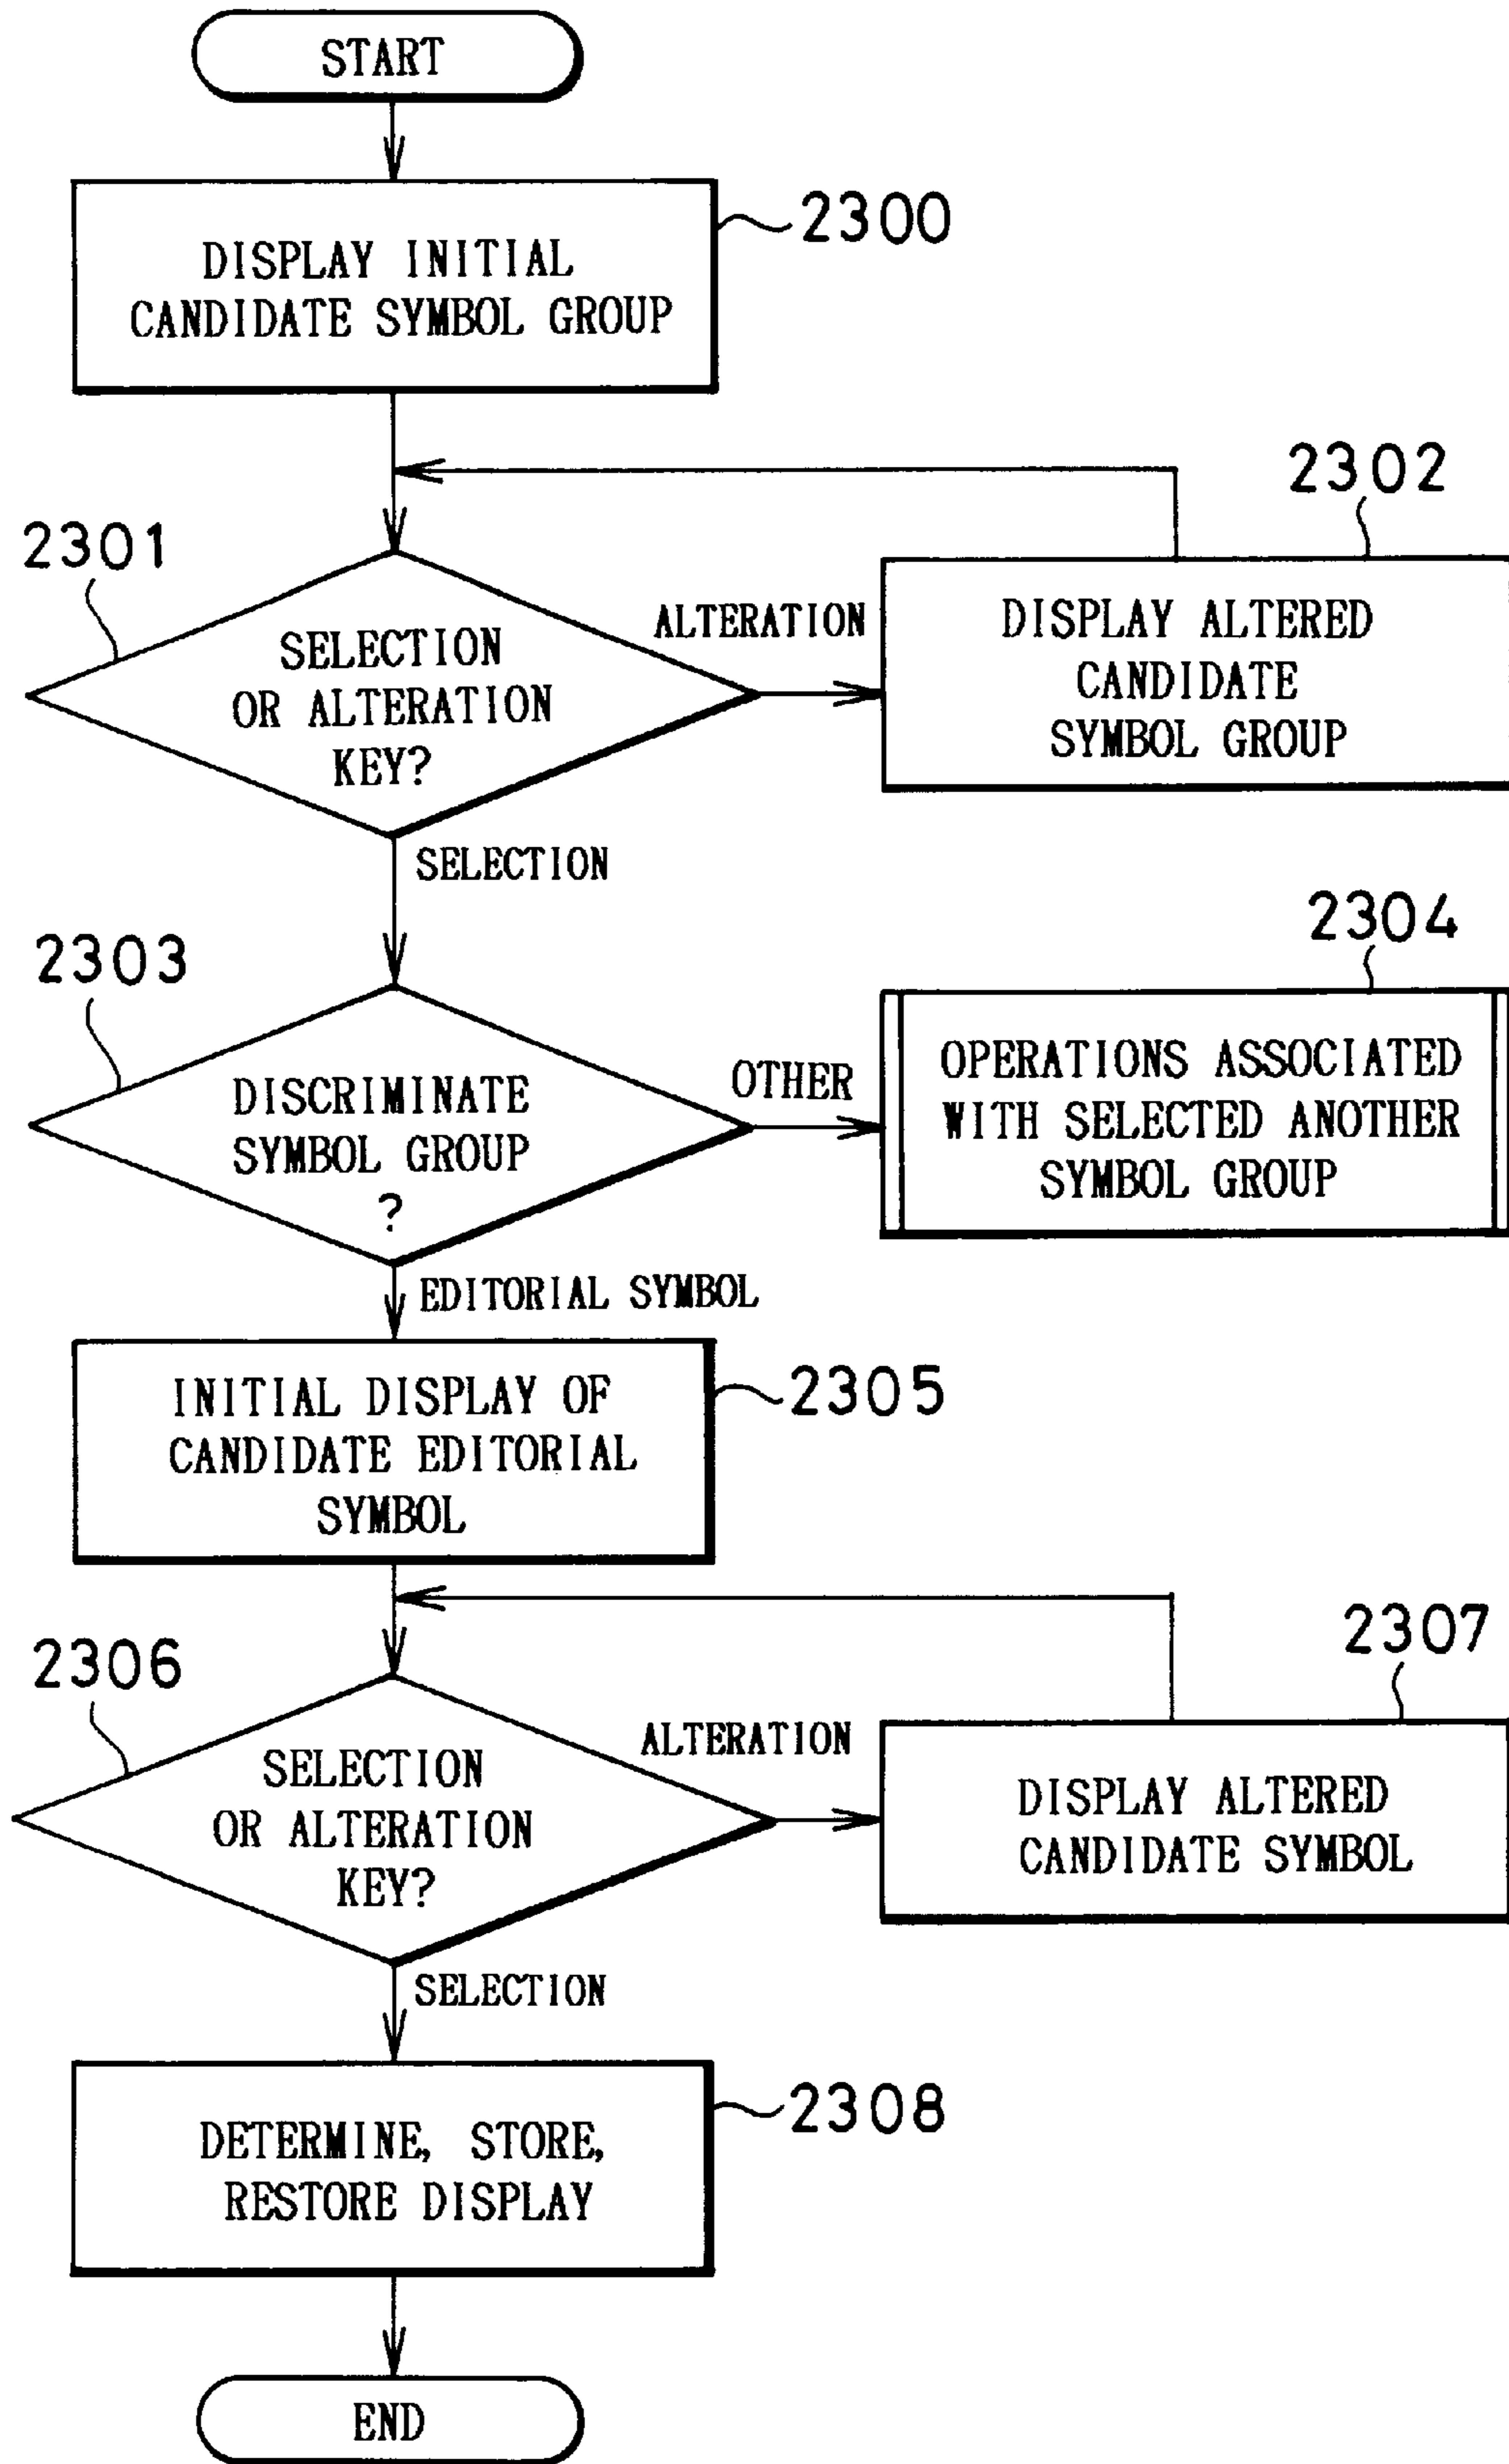 START
2300
DISPLAY INITIAL
CANDIDATE SYMBOL GROUP
2302
2301
SELECTION
OR ALTERATION
KEY?
ALTERATION
DISPLAY ALTERED
CANDIDATE
SYMBOL GROUP
SELECTION
2304
2303
DISCRIMINATE
SYMBOL GROUP
?
OTHER
OPERATIONS ASSOCIATED
WITH SELECTED ANOTHER
SYMBOL GROUP
EDITORIAL SYMBOL
2305
INITIAL DISPLAY OF
CANDIDATE EDITORIAL
SYMBOL
2307
2306
SELECTION
OR ALTERATION
KEY?
ALTERATION
DISPLAY ALTERED
CANDIDATE SYMBOL
SELECTION
2308
DETERMINE, STORE,
RESTORE DISPLAY
END